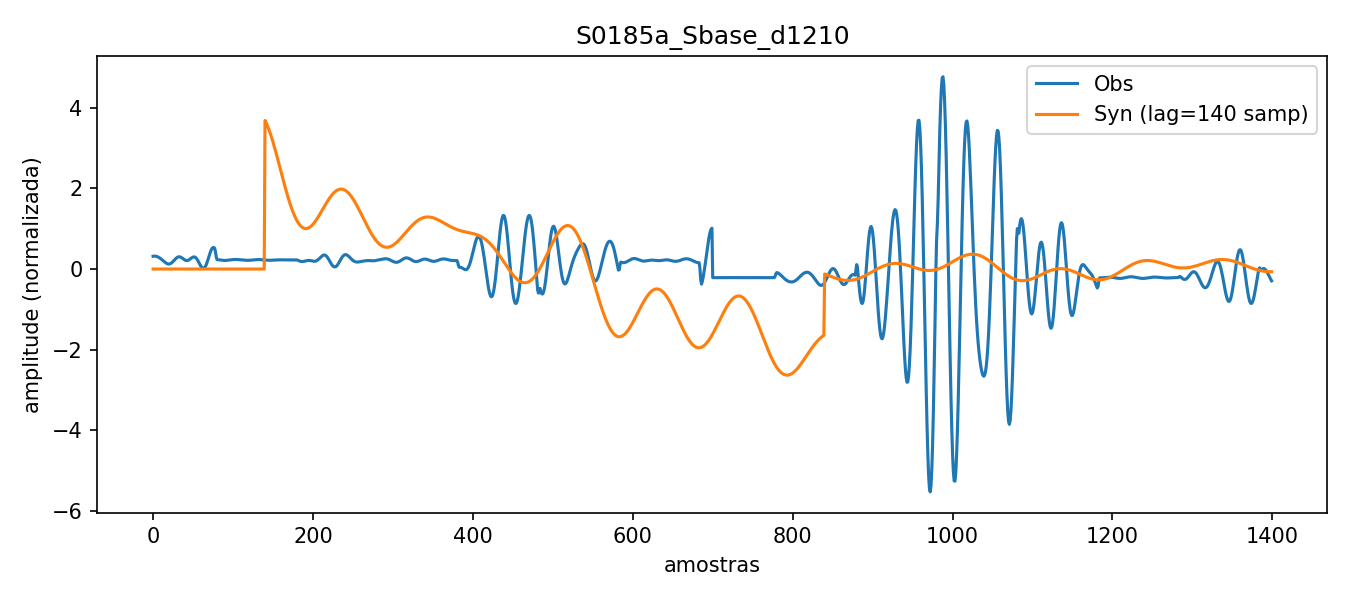 S0185a_Sbase_d1210
Obs
Syn (lag=140 samp)
amplitude (normalizada)
4
2
0
−2
−4
−6
0 200 400 600 800 1000 1200 1400
amostras